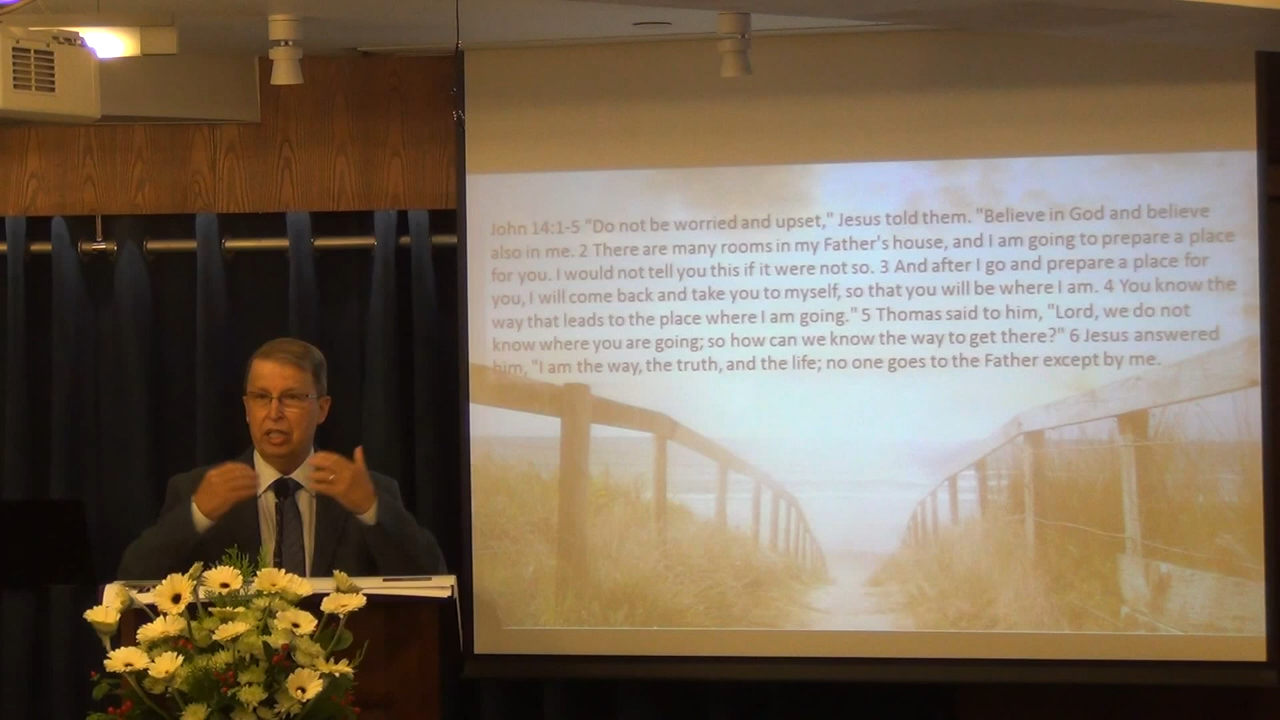 John 14:1-5 "Do not be worried and upset," Jesus told them. "Believe in God and believe
also in me. 2 There are many rooms in my Father's house, and I am going to prepare a place
for you. I would not tell you this if it were not so. 3 And after I go and prepare a place for
you, I will come back and take you to myself, so that you will be where I am. 4 You know the
way that leads to the place where I am going." 5 Thomas said to him, "Lord, we do not
know where you are going; so how can we know the way to get there?" 6 Jesus answered
him, "I am the way, the truth, and the life; no one goes to the Father except by me.